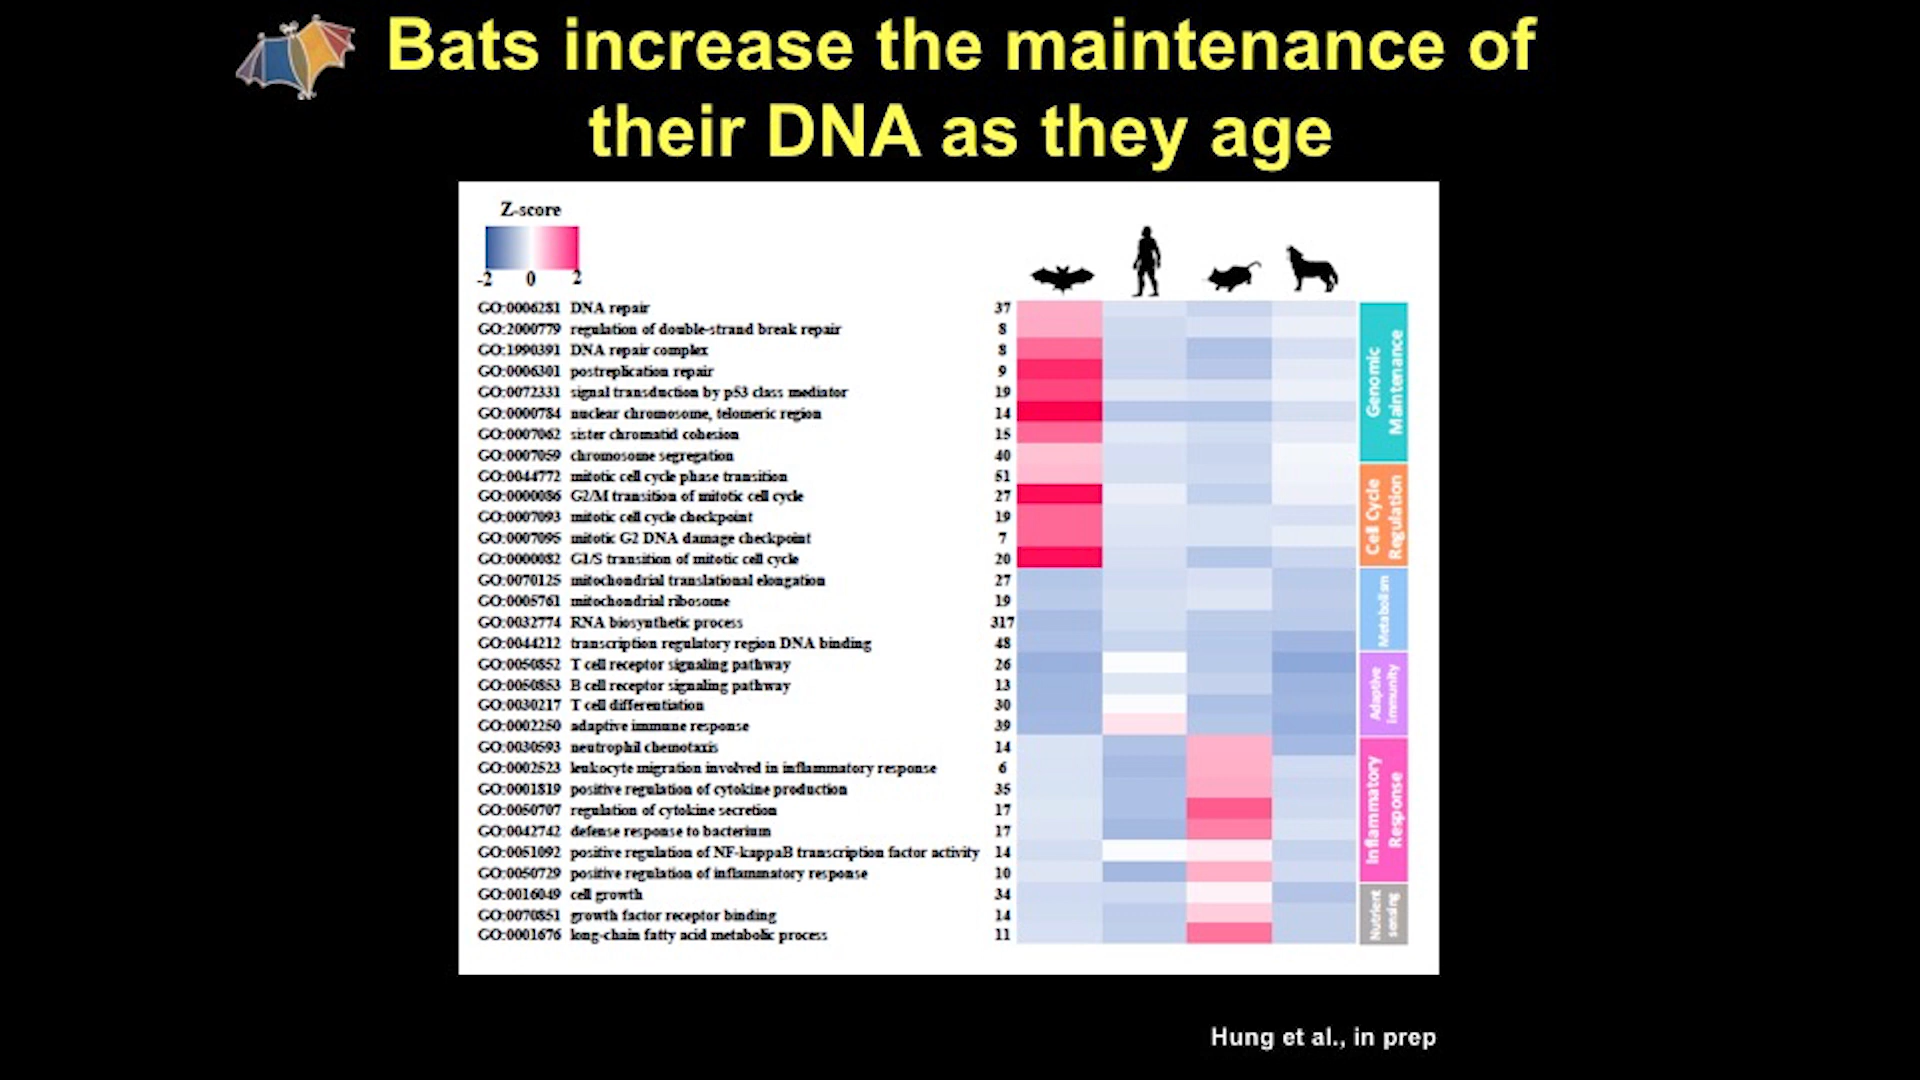 Bats increase the maintenance of
their DNA as they age
Z-score
-2 0 2
GO:0006281 DNA repair 37
GO:2000779 regulation of double-strand break repair 8
GO:1990391 DNA repair complex 8
GO:0006301 postreplication repair 9
GO:0072331 signal transduction by p53 class mediator 19
GO:0000784 nuclear chromosome, telomeric region 14
GO:0007062 sister chromatid cohesion 15
GO:0007059 chromosome segregation 40
GO:0044772 mitotic cell cycle phase transition 51
GO:0000086 G2/M transition of mitotic cell cycle 27
GO:0007093 mitotic cell cycle checkpoint 19
GO:0007095 mitotic G2 DNA damage checkpoint 7
GO:0000082 G1/S transition of mitotic cell cycle 20
GO:0070125 mitochondrial translational elongation 27
GO:0005761 mitochondrial ribosome 19
GO:0032774 RNA biosynthetic process 317
GO:0044212 transcription regulatory region DNA binding 48
GO:0050852 T cell receptor signaling pathway 26
GO:0050853 B cell receptor signaling pathway 13
GO:0030217 T cell differentiation 30
GO:0002250 adaptive immune response 39
GO:0030593 neutrophil chemotaxis 14
GO:0002523 leukocyte migration involved in inflammatory response 6
GO:0001819 positive regulation of cytokine production 35
GO:0050707 regulation of cytokine secretion 17
GO:0042742 defense response to bacterium 17
GO:0051092 positive regulation of NF-kappaB transcription factor activity 14
GO:0050729 positive regulation of inflammatory response 10
GO:0016049 cell growth 34
GO:0070851 growth factor receptor binding 14
GO:0001676 long-chain fatty acid metabolic process 11
Genomic
Maintenance
Cell Cycle
Regulation
Metabolism
Adaptive
Immunity
Inflammatory
Response
Nutrient
sensing
Hung et al., in prep